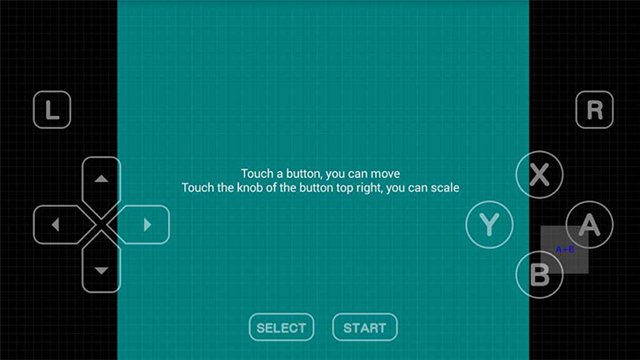 L
R
Touch a button, you can move
Touch the knob of the button top right, you can scale
X
Y
A
A+B
B
SELECT
START